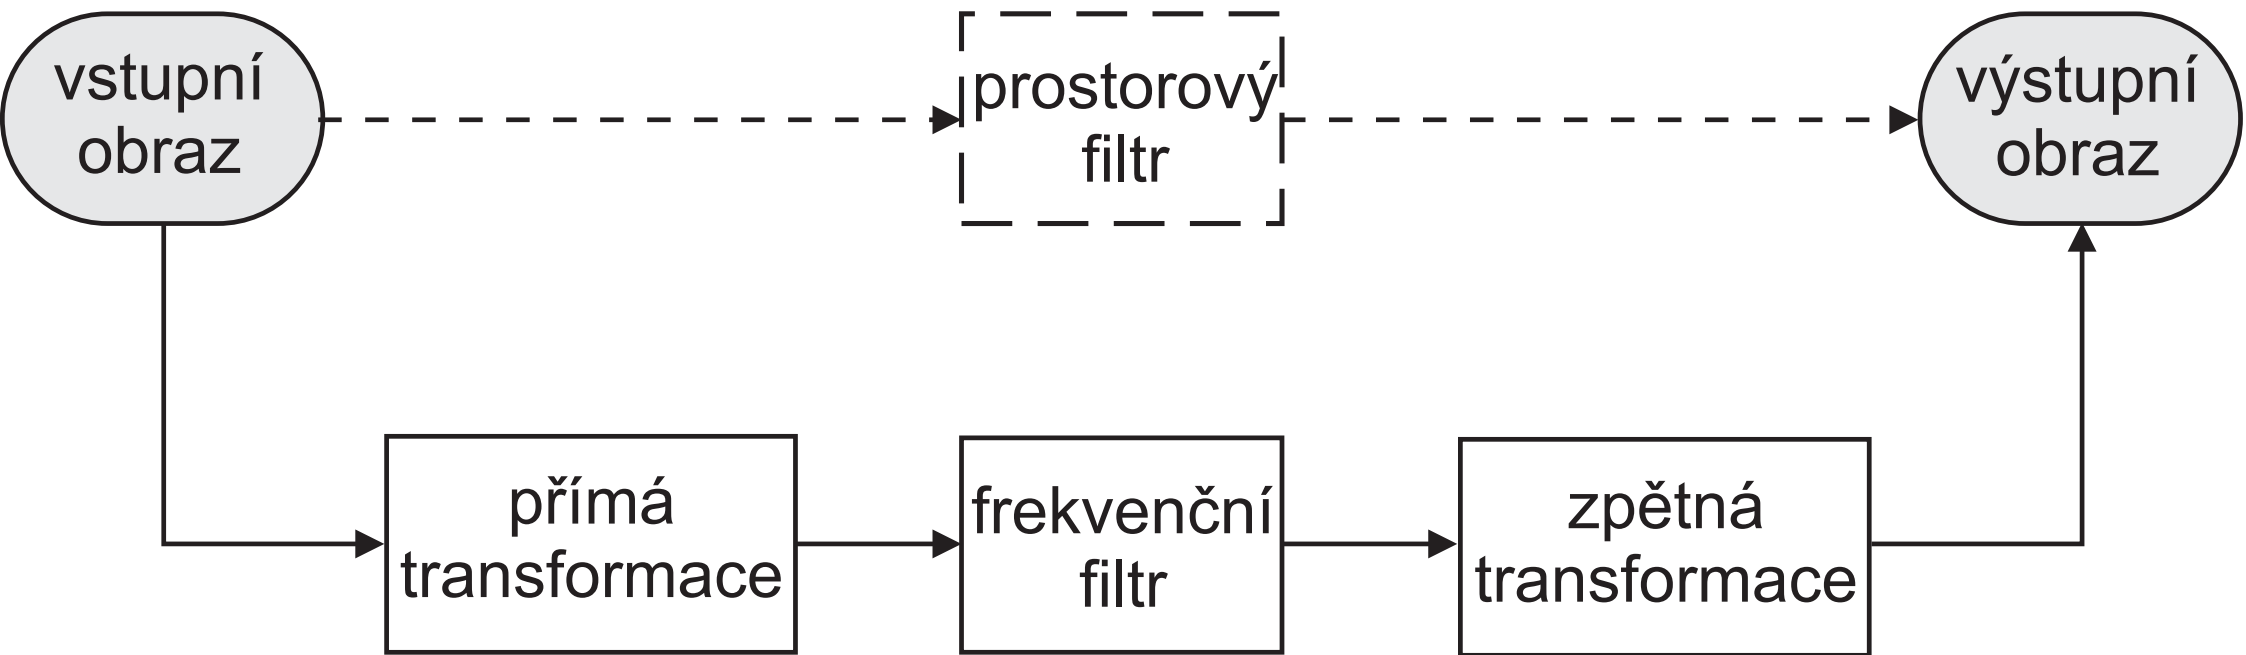 vstupní
obraz
prostorový
filtr
výstupní
obraz
přímá
transformace
frekvenční
filtr
zpětná
transformace